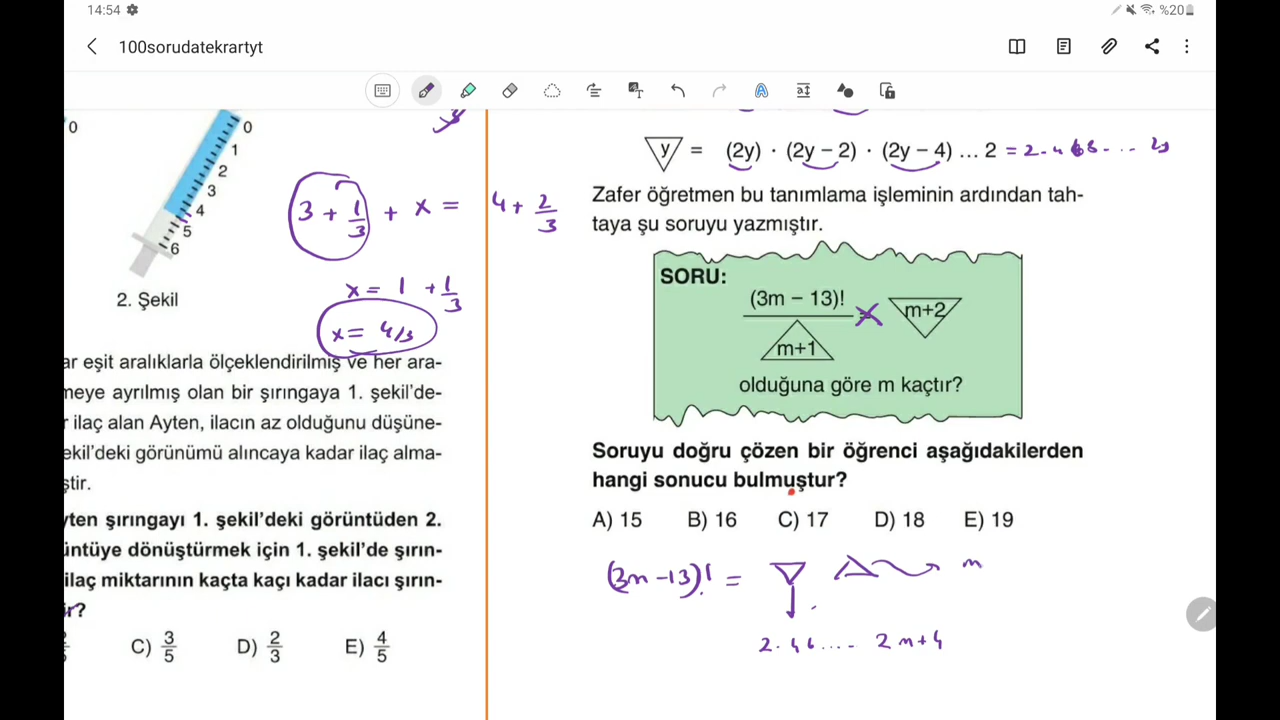 14:54
%20
100sorudatekrartyt
0
0
1
2
3
4
5
6
2. Şekil
3 + 1/3 + x = 4 + 2/3
x = 1 + 1/3
x = 4/3
ar eşit aralıklarla ölçeklendirilmiş ve her ara-
meye ayrılmış olan bir şırıngaya 1. şekil'de-
r ilaç alan Ayten, ilacın az olduğunu düşüne-
ekil'deki görünümü alıncaya kadar ilaç alma-
ştir.
yten şırıngayı 1. şekil'deki görüntüden 2.
üntüye dönüştürmek için 1. şekil'de şırın-
ilaç miktarının kaçta kaçı kadar ilacı şırın-
r?
C) 3/5 D) 2/3 E) 4/5
y = (2y) · (2y – 2) · (2y – 4) ... 2
Zafer öğretmen bu tanımlama işleminin ardından tah-
taya şu soruyu yazmıştır.
SORU:
(3m – 13)!
m+1
m+2
olduğuna göre m kaçtır?
Soruyu doğru çözen bir öğrenci aşağıdakilerden
hangi sonucu bulmuştur?
A) 15 B) 16 C) 17 D) 18 E) 19
(3m – 13)! =
m
2 · 4 6 .... 2m+4